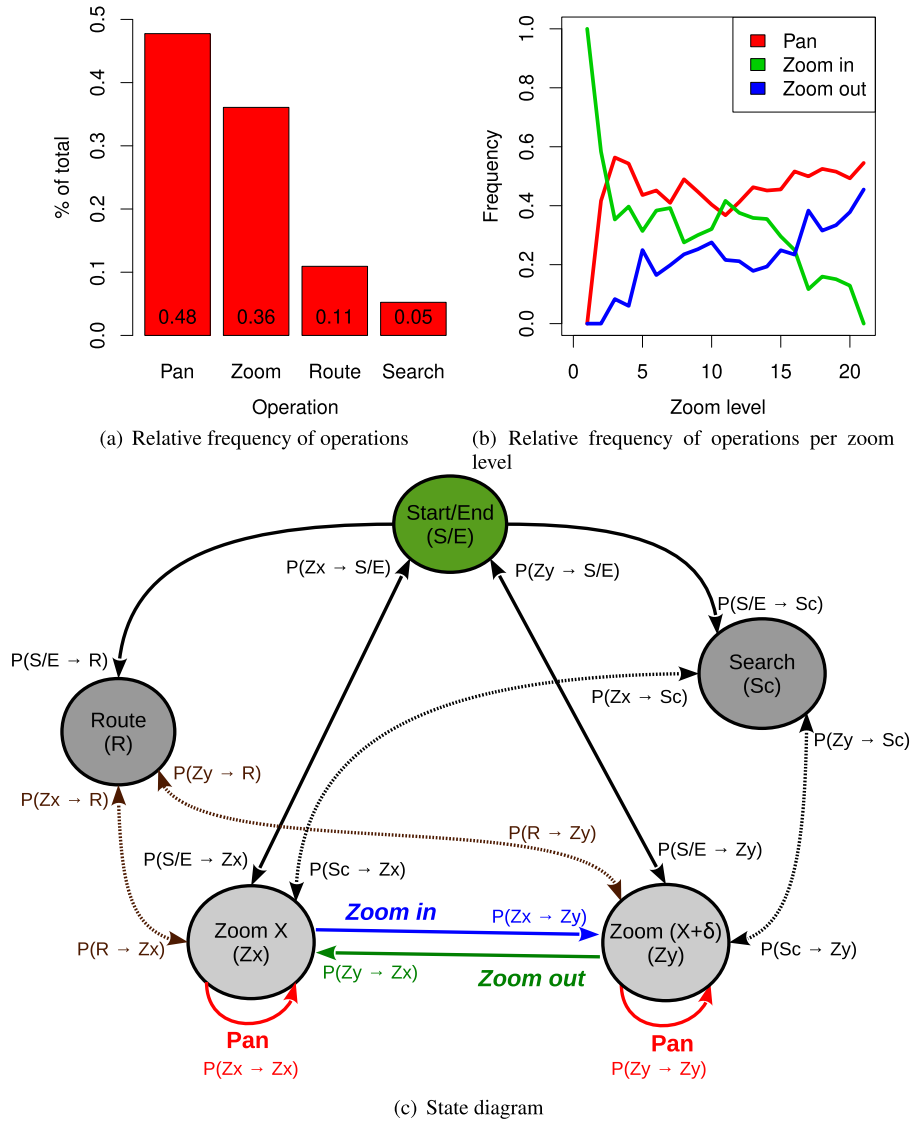 % of total
0.0 0.1 0.2 0.3 0.4 0.5
0.48 0.36 0.11 0.05
Pan Zoom Route Search
Operation
(a) Relative frequency of operations
Frequency
0.0 0.2 0.4 0.6 0.8 1.0
Pan
Zoom in
Zoom out
0 5 10 15 20
Zoom level
(b) Relative frequency of operations per zoom
level
Start/End
(S/E)
P(Zx → S/E)
P(Zy → S/E)
P(S/E → Sc)
P(S/E → R)
Search
(Sc)
P(Zx → Sc)
Route
(R)
P(Zy → Sc)
P(Zy → R)
P(Zx → R)
P(R → Zy)
P(S/E → Zx)
P(Sc → Zx)
P(S/E → Zy)
Zoom in
P(Zx → Zy)
Zoom X
(Zx)
Zoom (X+δ)
(Zy)
P(R → Zx)
P(Sc → Zy)
P(Zy → Zx)
Zoom out
Pan
P(Zx → Zx)
Pan
P(Zy → Zy)
(c) State diagram